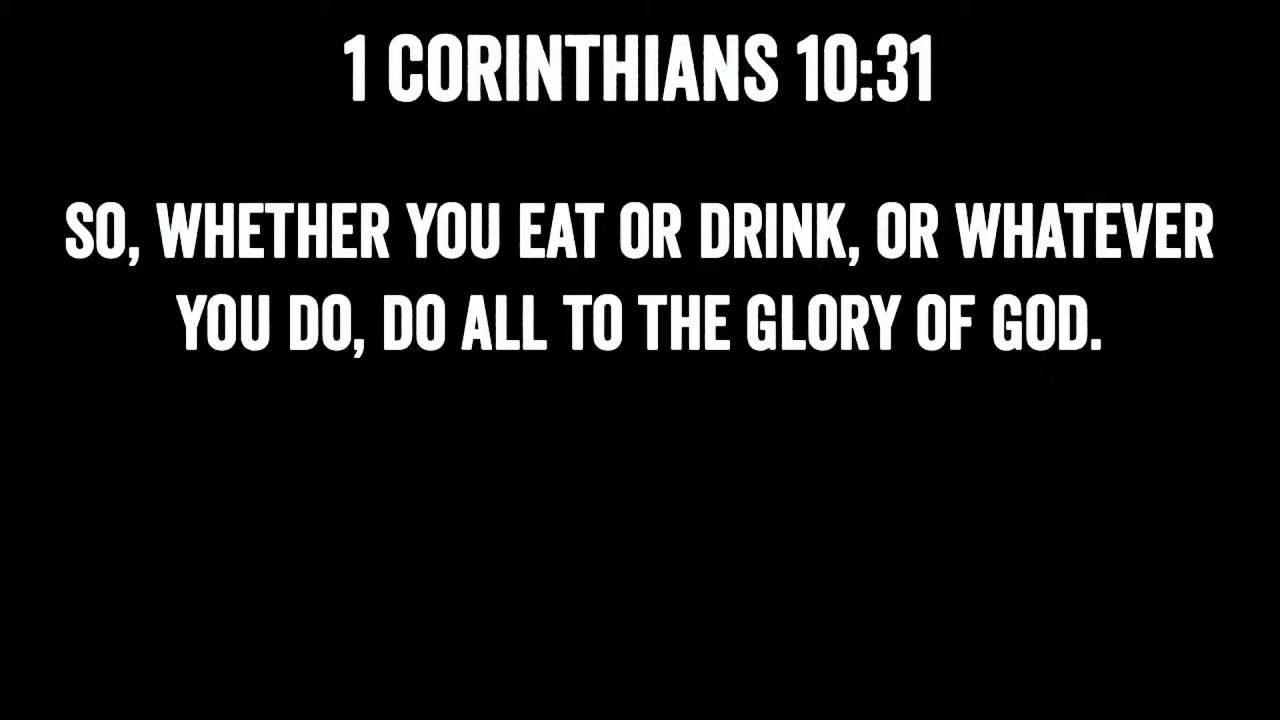 1 CORINTHIANS 10:31
SO, WHETHER YOU EAT OR DRINK, OR WHATEVER
YOU DO, DO ALL TO THE GLORY OF GOD.